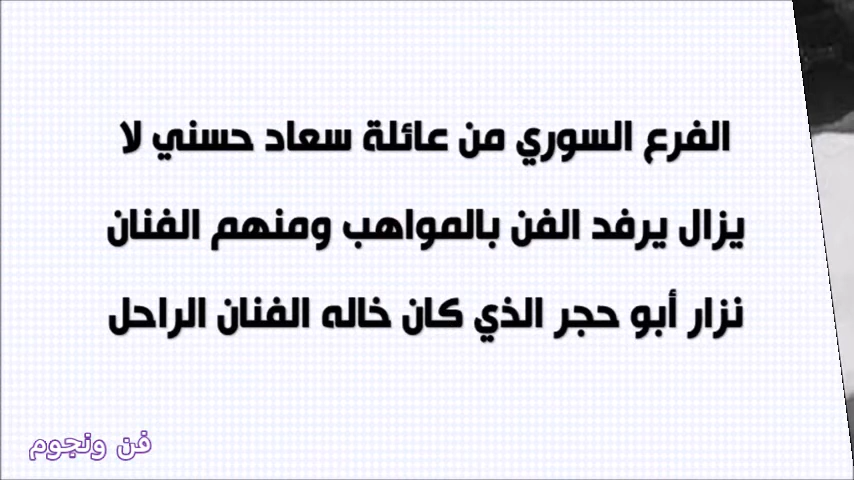 الفرع السوري من عائلة سعاد حسني لا
يزال يرفد الفن بالمواهب ومنهم الفنان
نزار أبو حجر الذي كان خاله الفنان الراحل
فن ونجوم